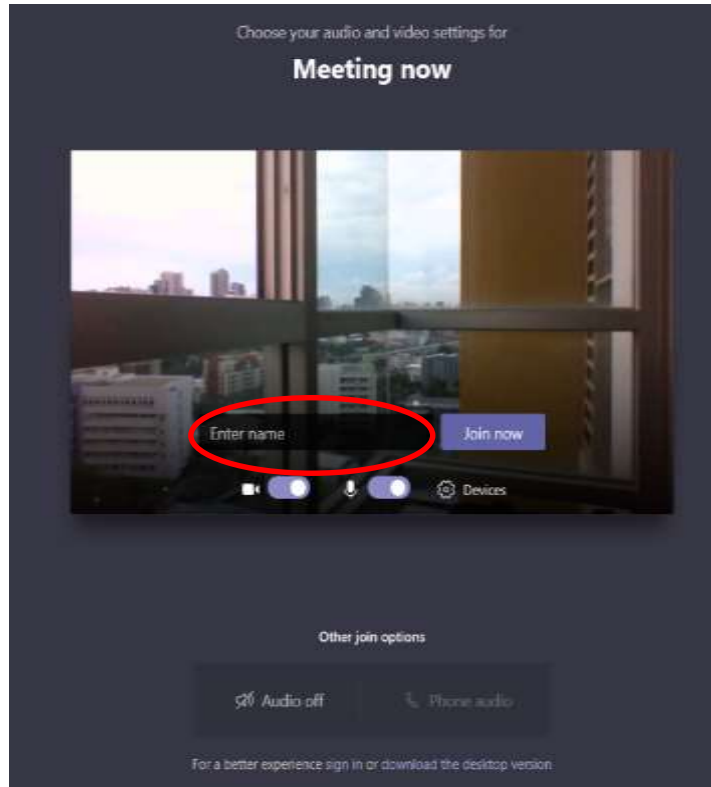 Choose your audio and video settings for
Meeting now
Enter name
Join now
Devices
Other join options
Audio off
Phone audio
For a better experience sign in or download the desktop version